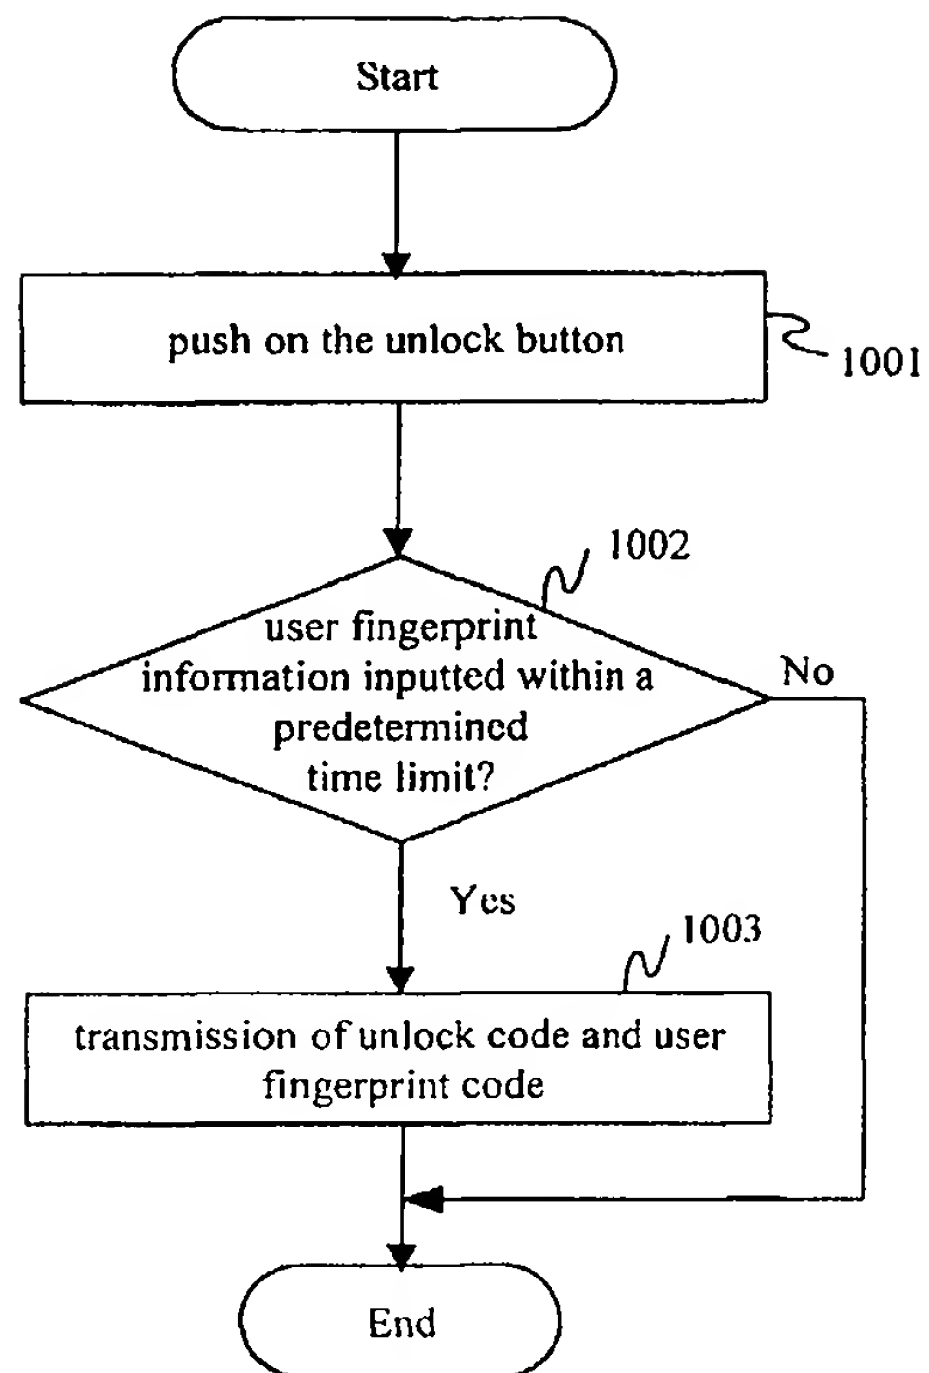 Start
push on the unlock button
1001
1002
user fingerprint
information inputted within a
predetermined
time limit?
No
Yes
1003
transmission of unlock code and user
fingerprint code
End